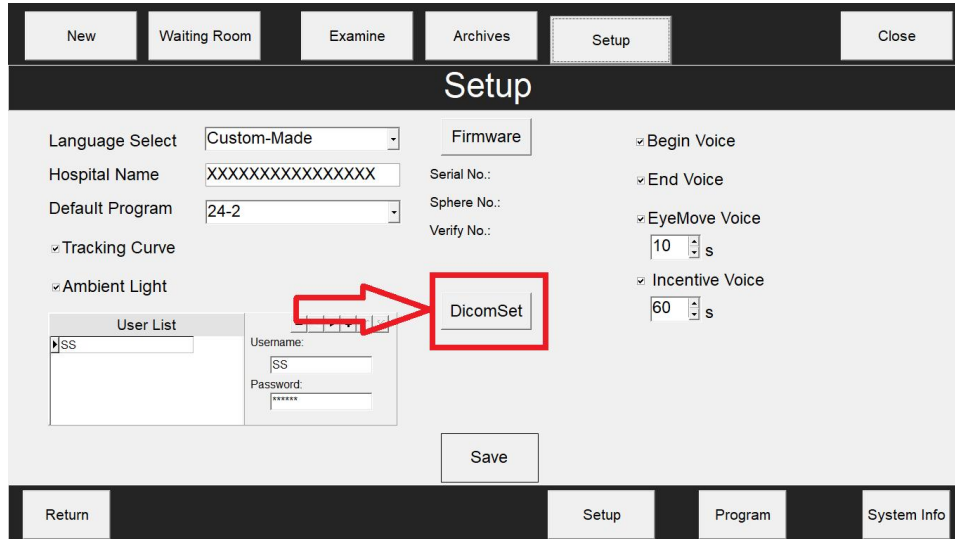 New
Waiting Room
Examine
Archives
Setup
Close
Setup
Language Select
Custom-Made
Hospital Name
XXXXXXXXXXXXXXXX
Default Program
24-2
Tracking Curve
Ambient Light
User List
SS
Username:
SS
Password:
******
Firmware
Serial No.:
Sphere No.:
Verify No.:
DicomSet
Save
Begin Voice
End Voice
EyeMove Voice
10 s
Incentive Voice
60 s
Return
Setup
Program
System Info